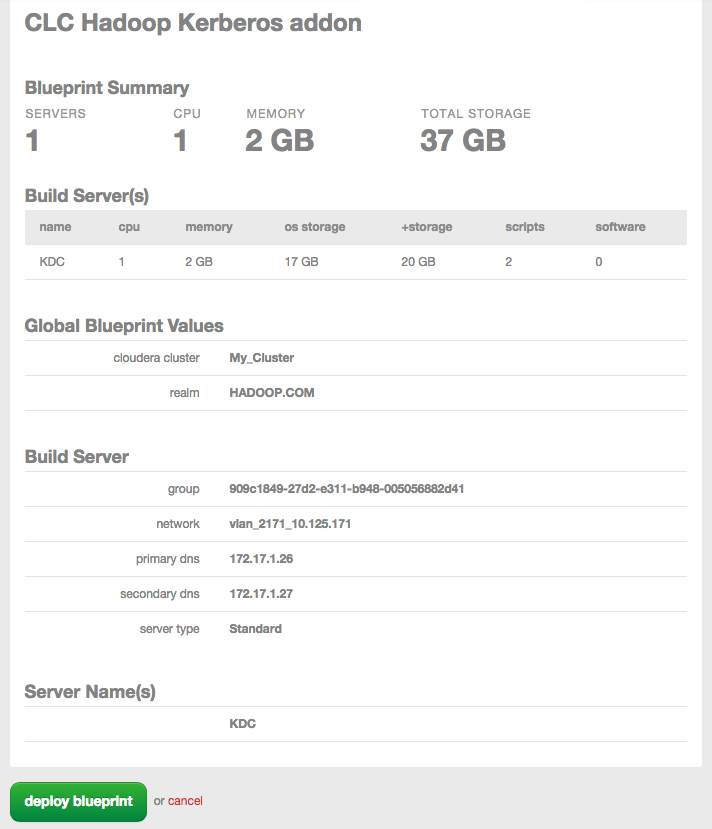 CLC Hadoop Kerberos addon
Blueprint Summary
SERVERS CPU MEMORY TOTAL STORAGE
1 1 2 GB 37 GB
Build Server(s)
name cpu memory os storage +storage scripts software
KDC 1 2 GB 17 GB 20 GB 2 0
Global Blueprint Values
cloudera cluster My_Cluster
realm HADOOP.COM
Build Server
group 909c1849-27d2-e311-b948-005056882d41
network vlan_2171_10.125.171
primary dns 172.17.1.26
secondary dns 172.17.1.27
server type Standard
Server Name(s)
KDC
deploy blueprint or cancel